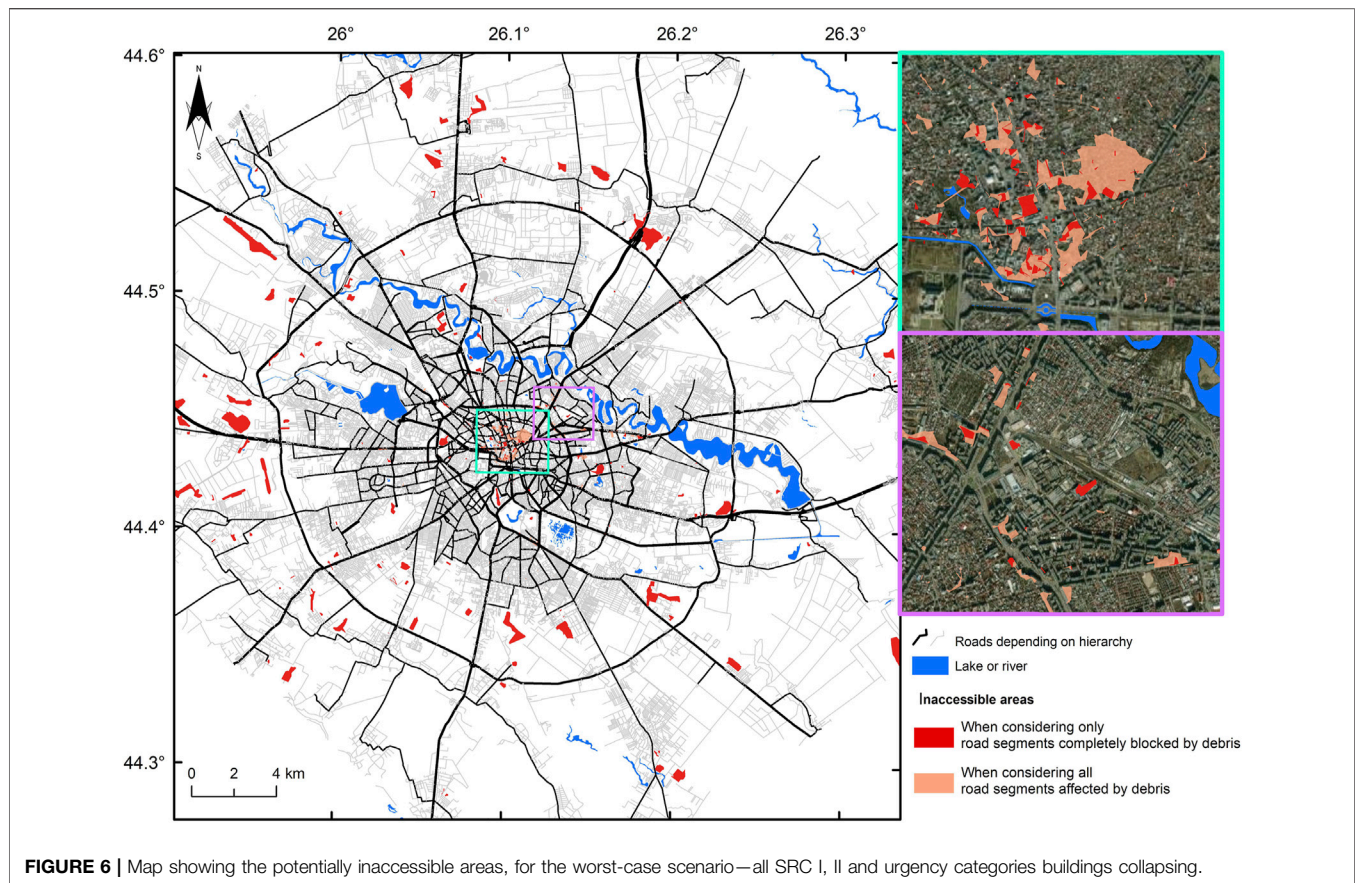 26° 26.1° 26.2° 26.3°
44.6°
N
S
44.5°
44.4°
44.3°
0 2 4 km
Roads depending on hierarchy
Lake or river
Inaccessible areas
When considering only
road segments completely blocked by debris
When considering all
road segments affected by debris
FIGURE 6 | Map showing the potentially inaccessible areas, for the worst-case scenario—all SRC I, II and urgency categories buildings collapsing.